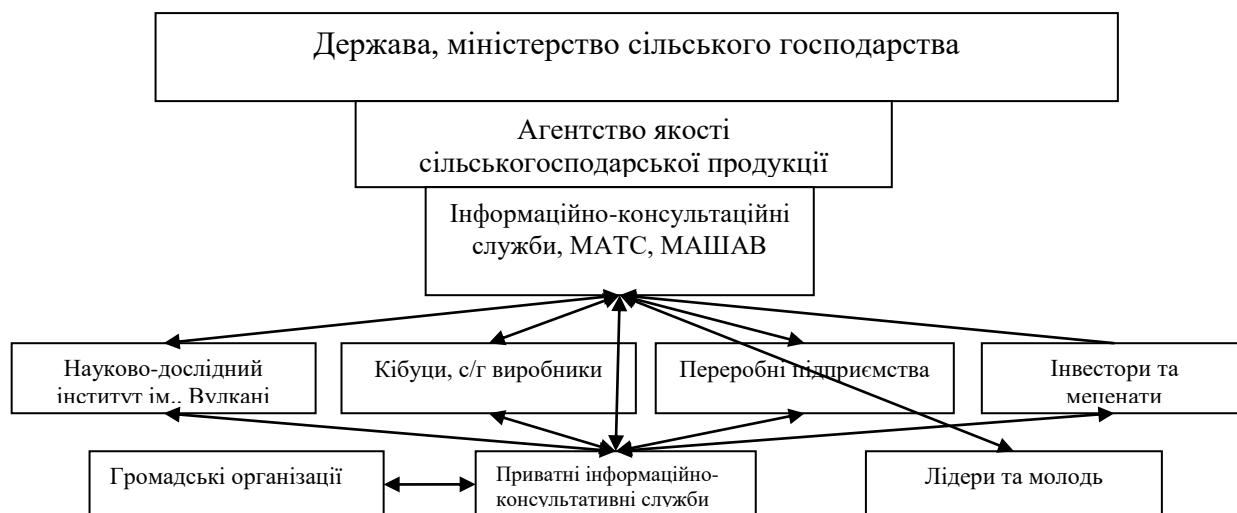 Держава, міністерство сільського господарства
Агентство якості
сільськогосподарської продукції
Інформаційно-консультаційні
служби, МАТС, МАШАВ
Науково-дослідний
інститут ім.. Вулкані
Кібуци, с/г виробники
Переробні підприємства
Інвестори та
меценати
Громадські організації
Приватні інформаційно-
консультативні служби
Лідери та молодь